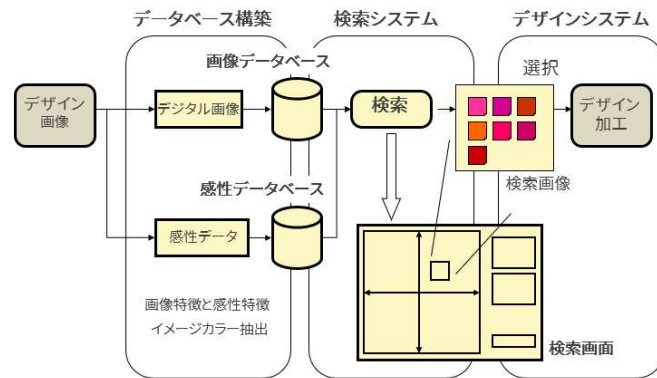 データベース構築
検索システム
デザインシステム
画像データベース
選択
デザイン
画像
デジタル画像
検索
デザイン
加工
感性データベース
検索画像
感性データ
画像特徴と感性特徴
イメージカラー抽出
検索画面